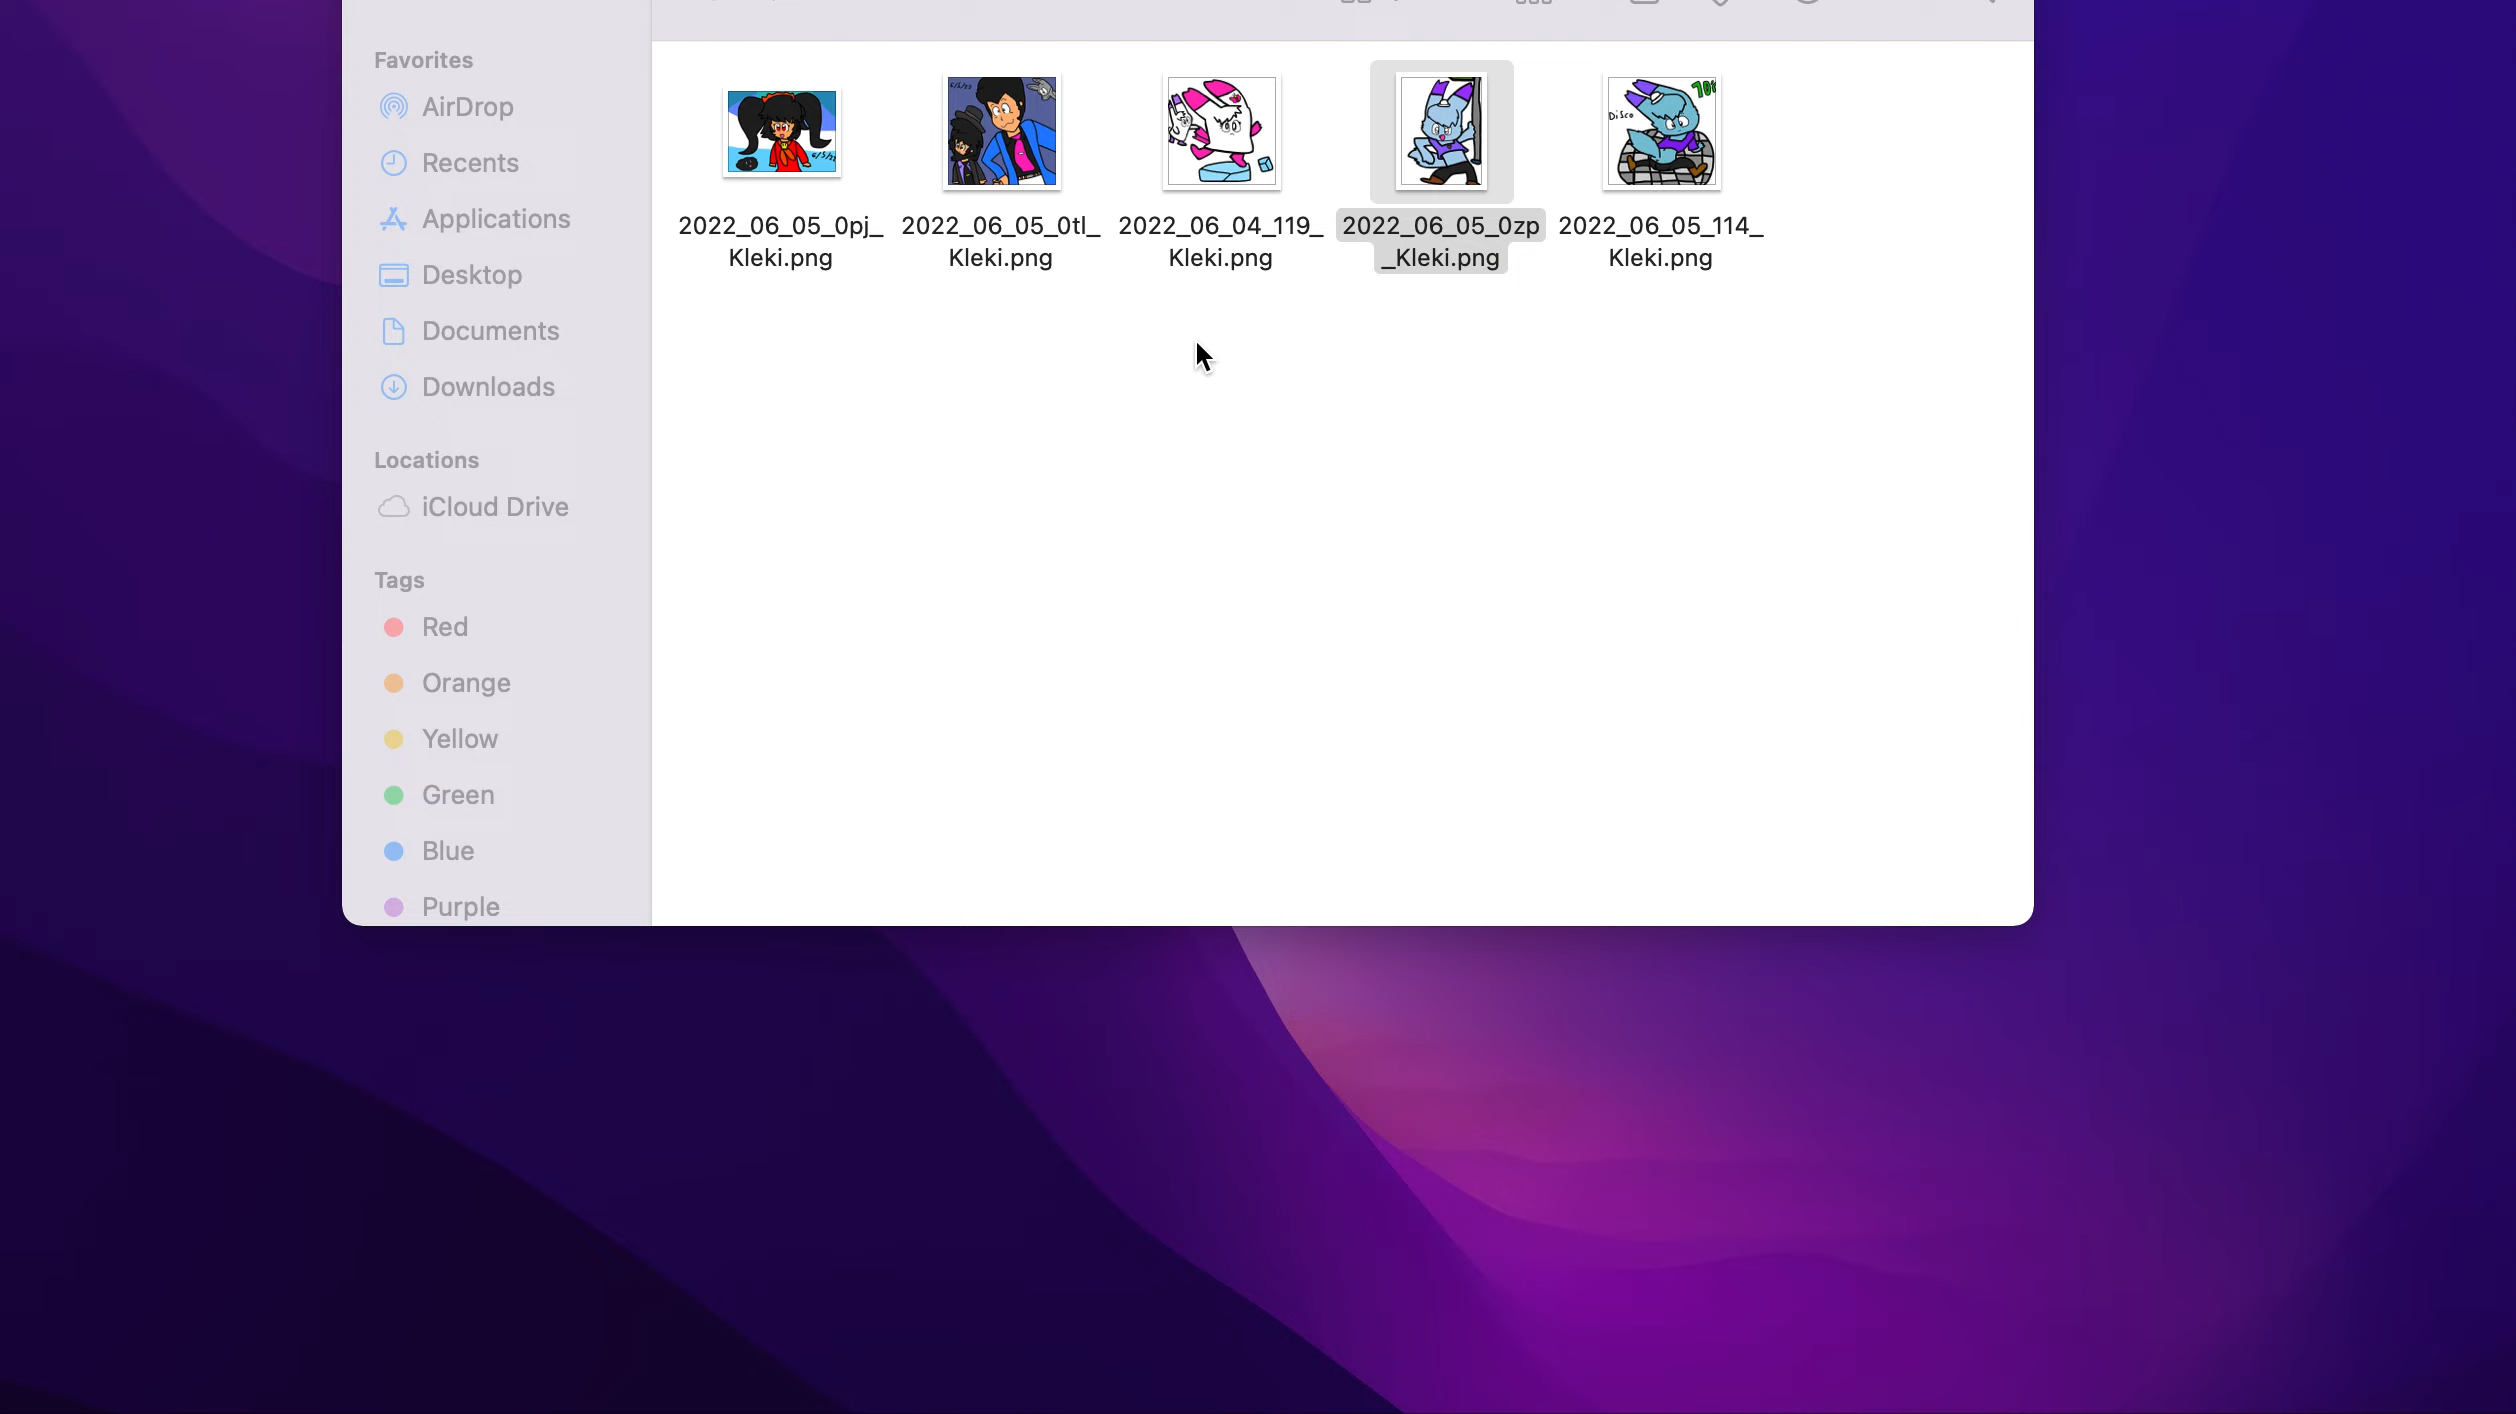 Favorites
AirDrop
Recents
Applications
Desktop
Documents
Downloads
Locations
iCloud Drive
Tags
Red
Orange
Yellow
Green
Blue
Purple
Disco
2022_06_05_0pj_
Kleki.png
2022_06_05_0tl_
Kleki.png
2022_06_04_119_
Kleki.png
2022_06_05_0zp
_Kleki.png
2022_06_05_114_
Kleki.png